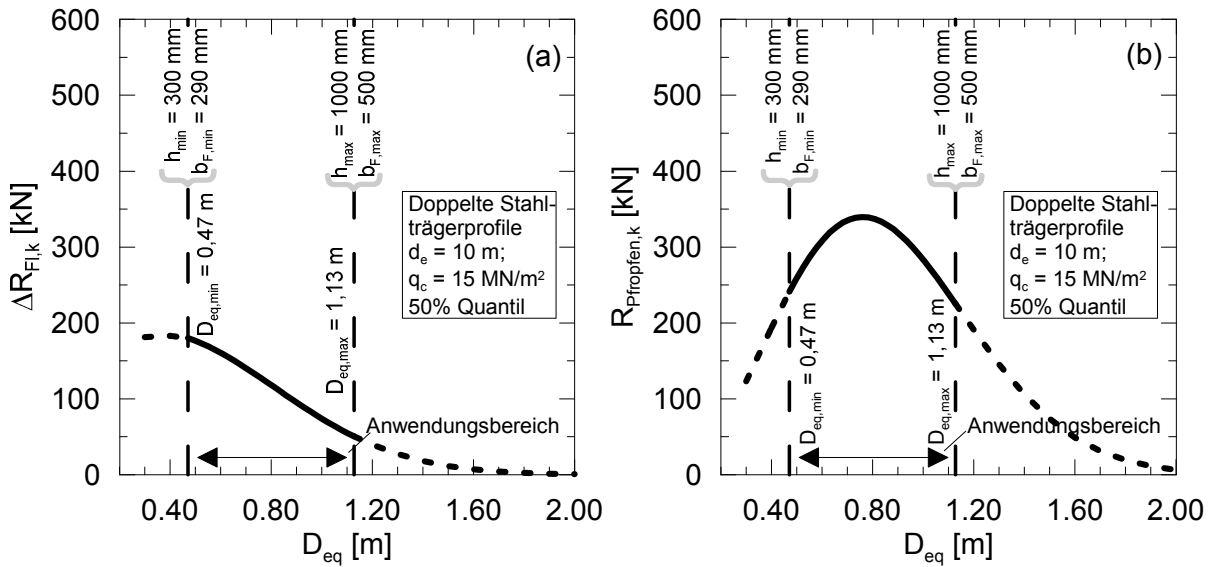 600
500
400
300
200
100
0
ΔR_Fl,k [kN]
0.40 0.80 1.20 1.60 2.00
D_eq [m]
(a)
h_min = 300 mm
b_F,min = 290 mm
h_max = 1000 mm
b_F,max = 500 mm
D_eq,min = 0,47 m
D_eq,max = 1,13 m
Doppelte Stahl-
trägerprofile
d_e = 10 m;
q_c = 15 MN/m²
50% Quantil
Anwendungsbereich
600
500
400
300
200
100
0
R_Pfropfen,k [kN]
0.40 0.80 1.20 1.60 2.00
D_eq [m]
(b)
h_min = 300 mm
b_F,min = 290 mm
h_max = 1000 mm
b_F,max = 500 mm
D_eq,min = 0,47 m
D_eq,max = 1,13 m
Doppelte Stahl-
trägerprofile
d_e = 10 m;
q_c = 15 MN/m²
50% Quantil
Anwendungsbereich